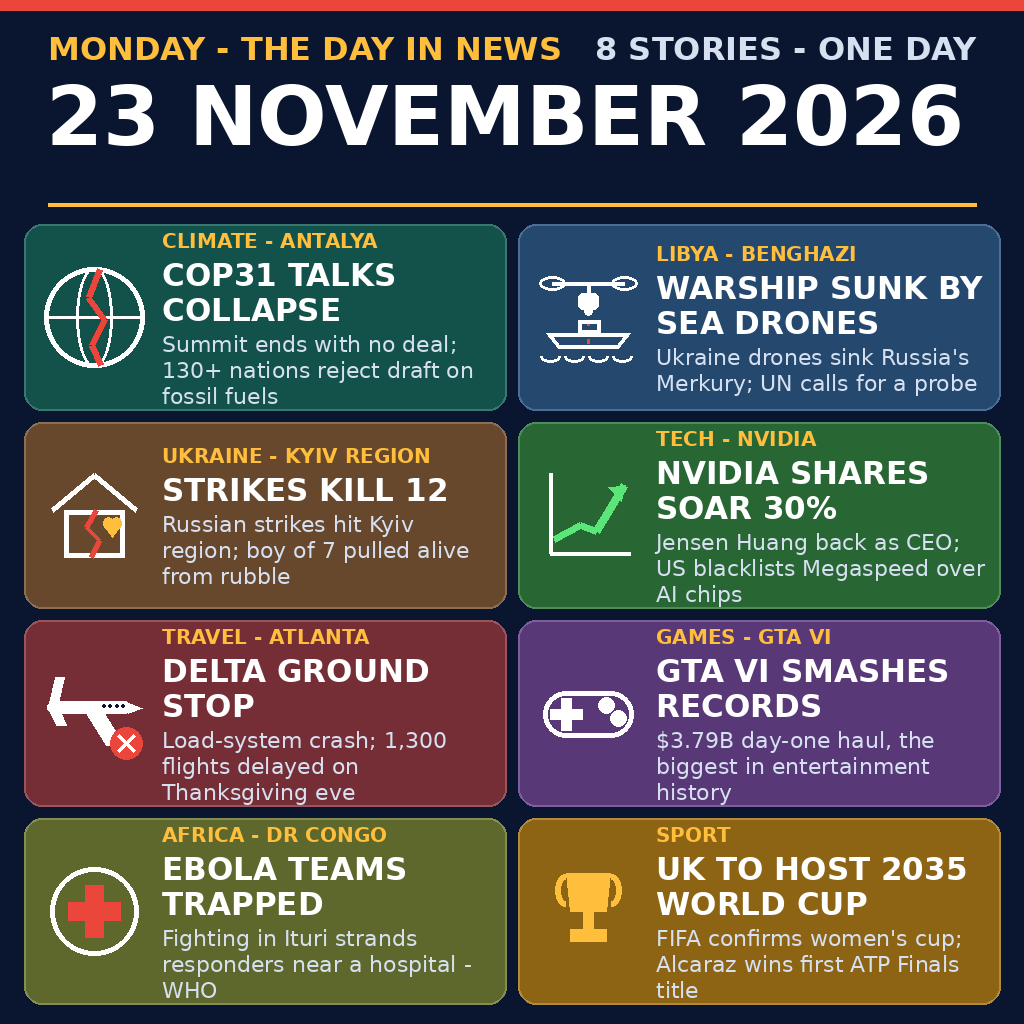 MONDAY - THE DAY IN NEWS
8 STORIES - ONE DAY
23 NOVEMBER 2026
CLIMATE - ANTALYA
COP31 TALKS
COLLAPSE
Summit ends with no deal;
130+ nations reject draft on
fossil fuels
LIBYA - BENGHAZI
WARSHIP SUNK BY
SEA DRONES
Ukraine drones sink Russia's
Merkury; UN calls for a probe
UKRAINE - KYIV REGION
STRIKES KILL 12
Russian strikes hit Kyiv
region; boy of 7 pulled alive
from rubble
TECH - NVIDIA
NVIDIA SHARES
SOAR 30%
Jensen Huang back as CEO;
US blacklists Megaspeed over
AI chips
TRAVEL - ATLANTA
DELTA GROUND
STOP
Load-system crash; 1,300
flights delayed on
Thanksgiving eve
GAMES - GTA VI
GTA VI SMASHES
RECORDS
$3.79B day-one haul, the
biggest in entertainment
history
AFRICA - DR CONGO
EBOLA TEAMS
TRAPPED
Fighting in Ituri strands
responders near a hospital -
WHO
SPORT
UK TO HOST 2035
WORLD CUP
FIFA confirms women's cup;
Alcaraz wins first ATP Finals
title